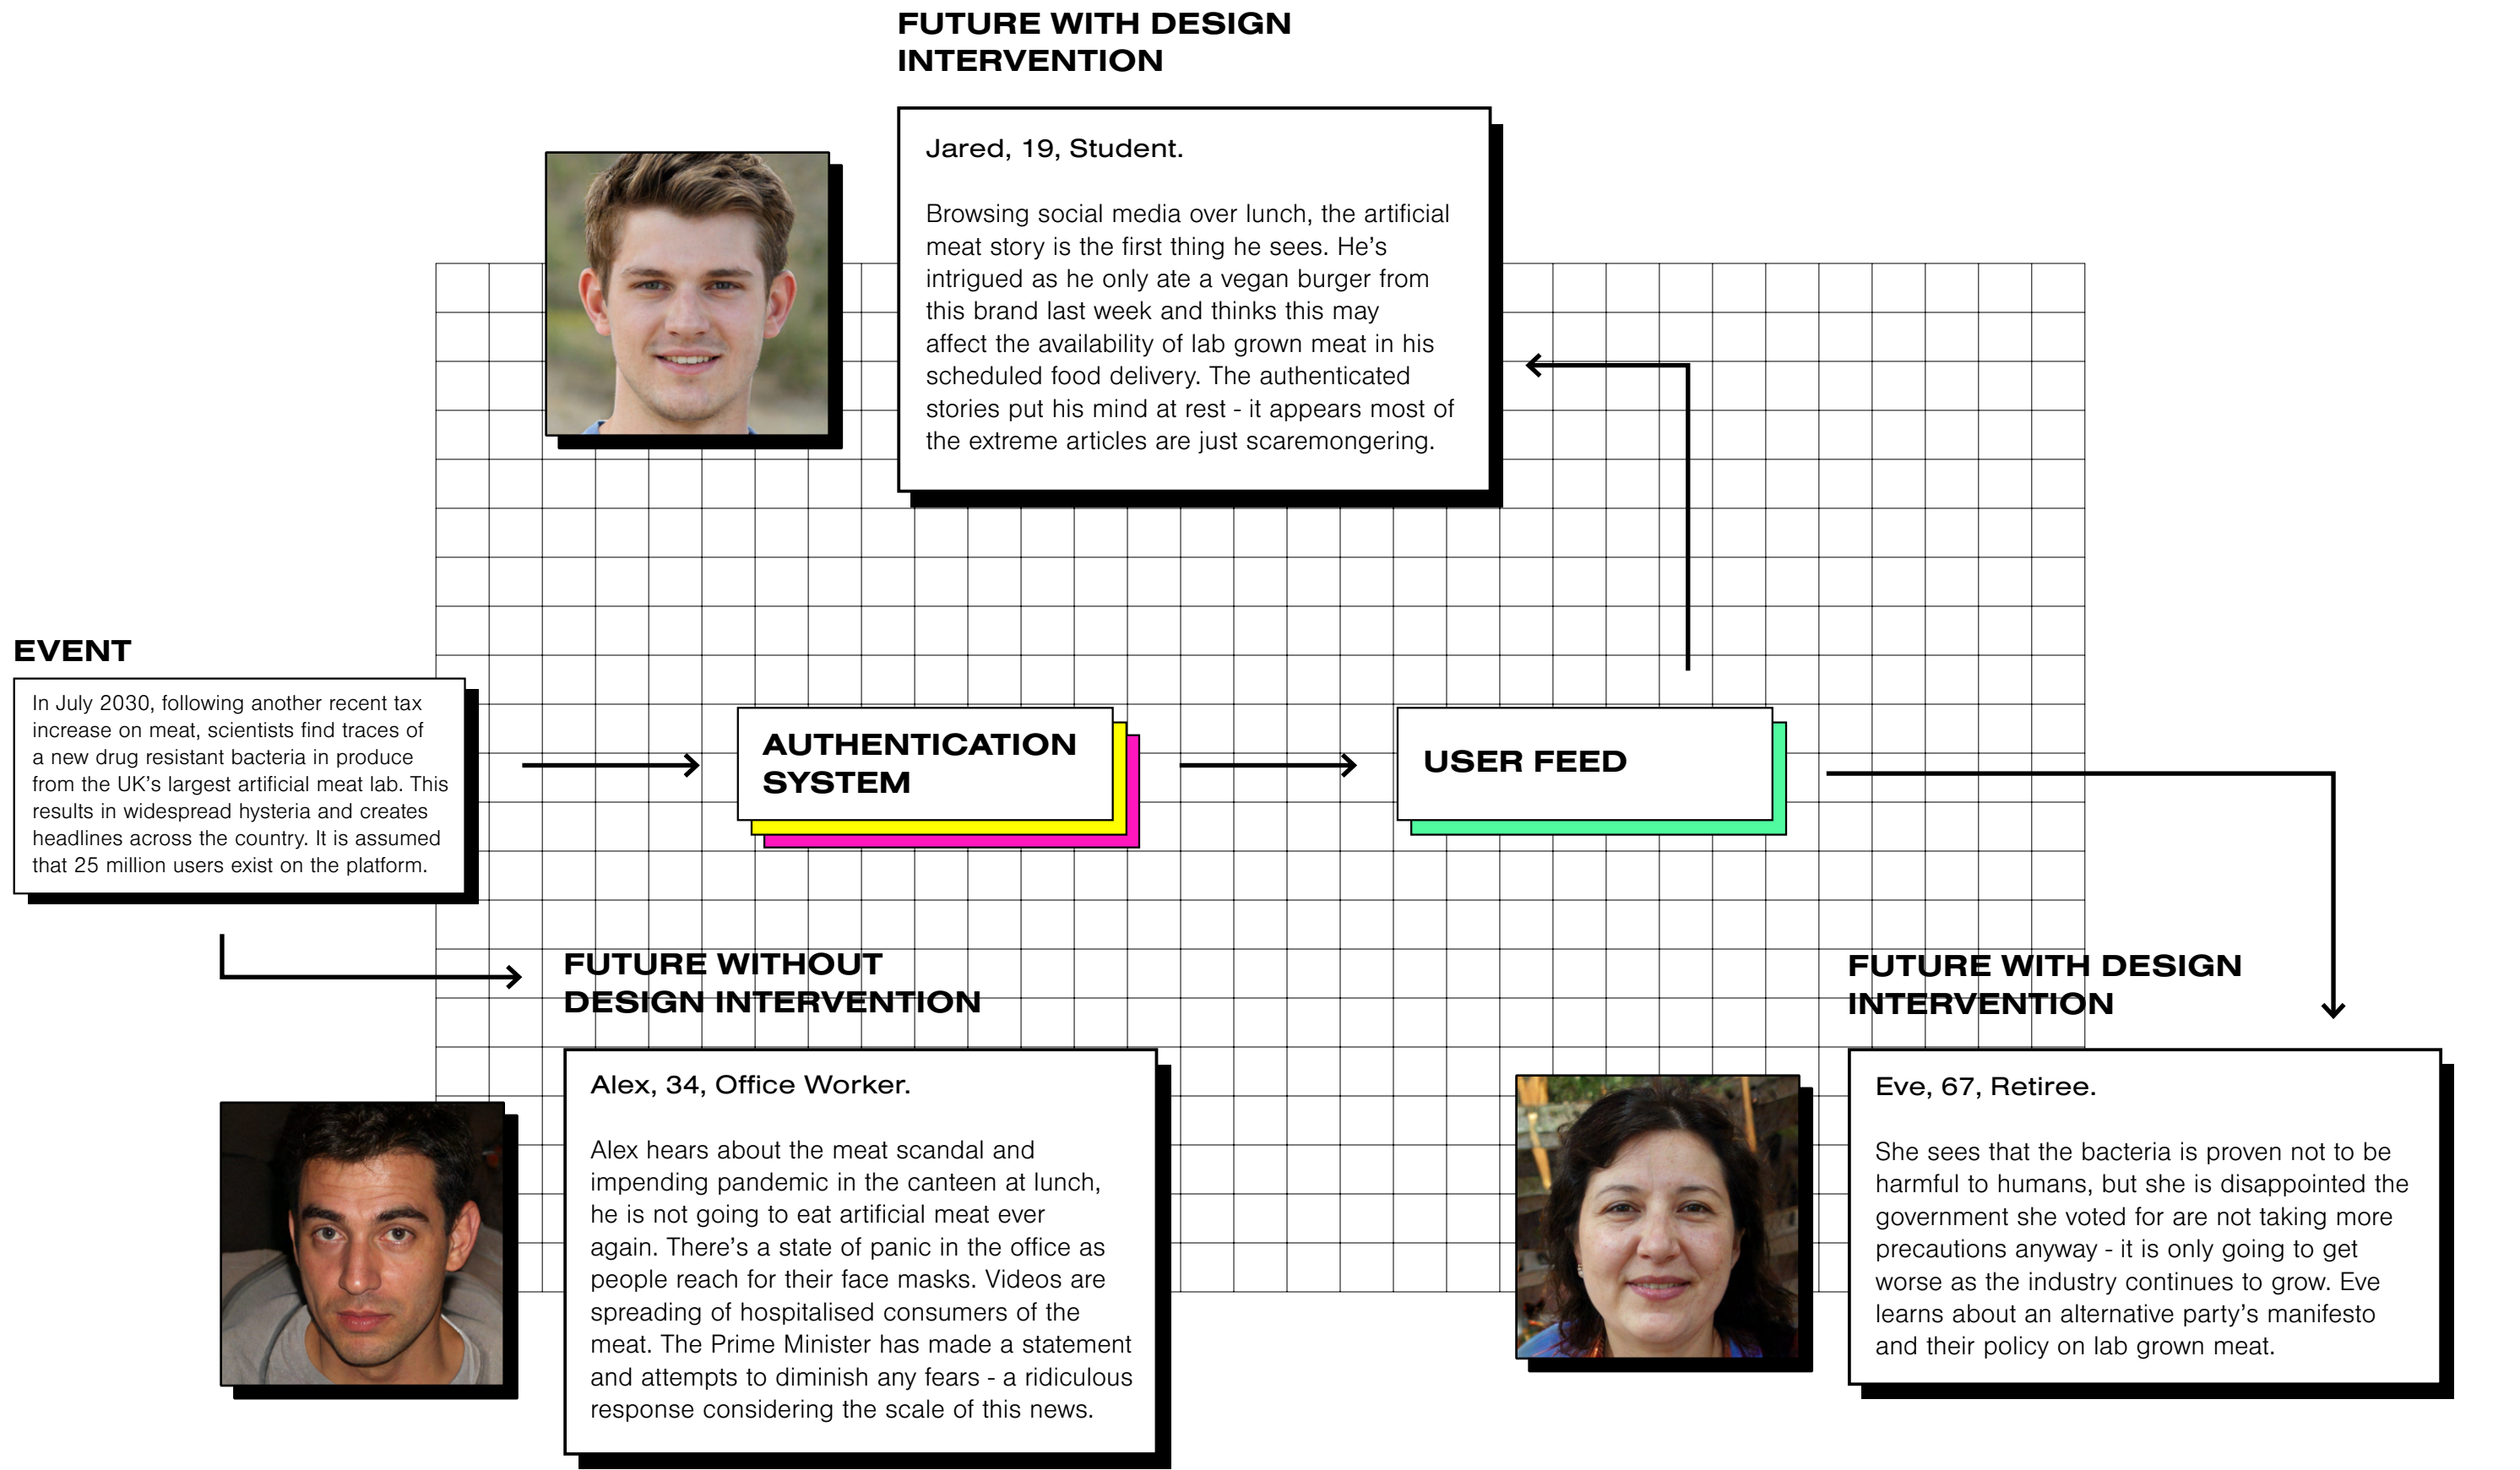 FUTURE WITH DESIGN
INTERVENTION
Jared, 19, Student.
Browsing social media over lunch, the artificial
meat story is the first thing he sees. He’s
intrigued as he only ate a vegan burger from
this brand last week and thinks this may
affect the availability of lab grown meat in his
scheduled food delivery. The authenticated
stories put his mind at rest - it appears most of
the extreme articles are just scaremongering.
EVENT
In July 2030, following another recent tax
increase on meat, scientists find traces of
a new drug resistant bacteria in produce
from the UK’s largest artificial meat lab. This
results in widespread hysteria and creates
headlines across the country. It is assumed
that 25 million users exist on the platform.
AUTHENTICATION
SYSTEM
USER FEED
FUTURE WITHOUT
DESIGN INTERVENTION
Alex, 34, Office Worker.
Alex hears about the meat scandal and
impending pandemic in the canteen at lunch,
he is not going to eat artificial meat ever
again. There’s a state of panic in the office as
people reach for their face masks. Videos are
spreading of hospitalised consumers of the
meat. The Prime Minister has made a statement
and attempts to diminish any fears - a ridiculous
response considering the scale of this news.
FUTURE WITH DESIGN
INTERVENTION
Eve, 67, Retiree.
She sees that the bacteria is proven not to be
harmful to humans, but she is disappointed the
government she voted for are not taking more
precautions anyway - it is only going to get
worse as the industry continues to grow. Eve
learns about an alternative party’s manifesto
and their policy on lab grown meat.